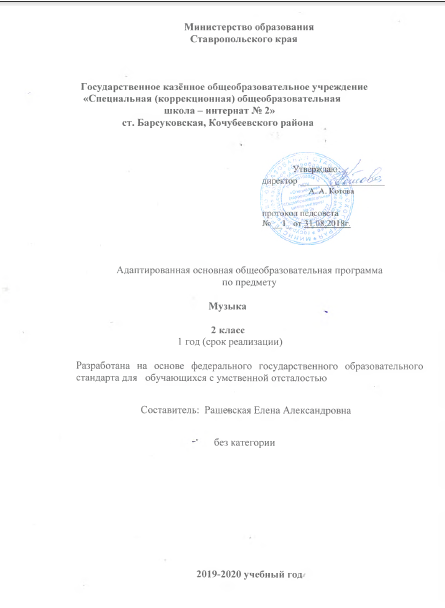 Министерство образования
Ставропольского края
Государственное казённое общеобразовательное учреждение
«Специальная (коррекционная) общеобразовательная
школа – интернат № 2»
ст. Барсуковская, Кочубеевского района
Утверждаю:
директор
А. А. Котова
протокол педсовета
№ 1 от 31.08.2018г.
Адаптированная основная общеобразовательная программа
по предмету
Музыка
2 класс
1 год (срок реализации)
Разработана на основе федерального государственного образовательного
стандарта для обучающихся с умственной отсталостью
Составитель: Рашевская Елена Александровна
без категории
2019-2020 учебный год